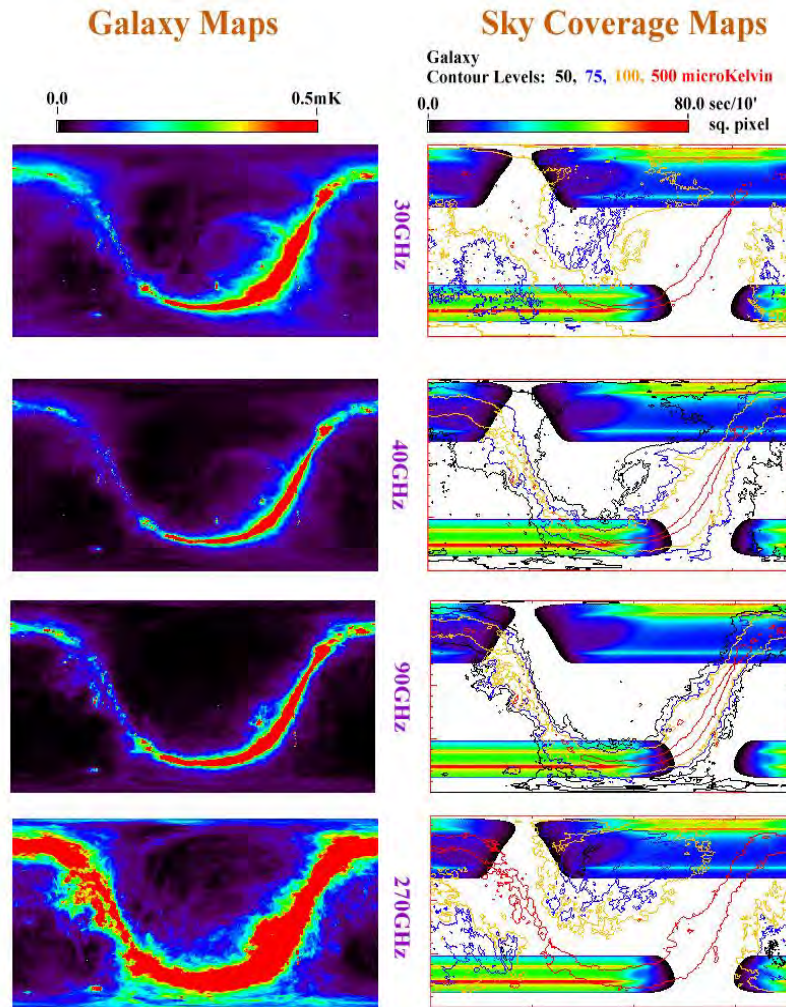 Galaxy Maps
Sky Coverage Maps
Galaxy
Contour Levels: 50, 75, 100, 500 microKelvin
0.0 0.5mK
0.0 80.0 sec/10'
sq. pixel
30GHz
40GHz
90GHz
270GHz